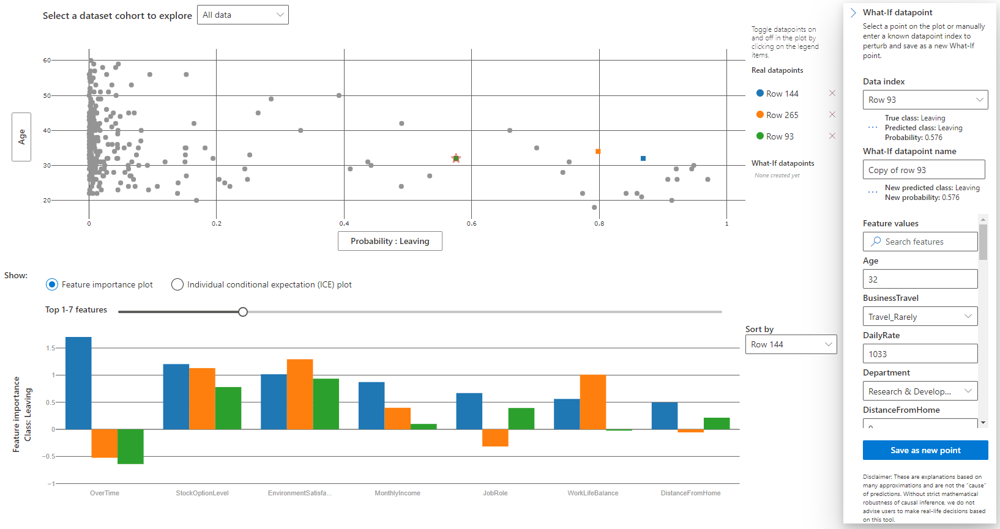 Select a dataset cohort to explore
All data
Toggle datapoints on
and off in the plot by
clicking on the legend
items.
Real datapoints
Row 144
Row 265
Row 93
What-If datapoints
None created yet
60
50
40
30
20
Age
0
0.2
0.4
0.6
0.8
1
Probability : Leaving
Show:
Feature importance plot
Individual conditional expectation (ICE) plot
Top 1-7 features
Sort by
Row 144
1.5
1
0.5
0
−0.5
−1
Feature importance
Class: Leaving
OverTime
StockOptionLevel
EnvironmentSatisfa...
MonthlyIncome
JobRole
WorkLifeBalance
DistanceFromHome
What-If datapoint
Select a point on the plot or manually
enter a known datapoint index to
perturb and save as a new What-If
point.
Data index
Row 93
True class: Leaving
Predicted class: Leaving
Probability: 0.576
What-If datapoint name
Copy of row 93
New predicted class: Leaving
New probability: 0.576
Feature values
Search features
Age
32
BusinessTravel
Travel_Rarely
DailyRate
1033
Department
Research & Develop...
DistanceFromHome
Save as new point
Disclaimer: These are explanations based on
many approximations and are not the "cause"
of predictions. Without strict mathematical
robustness of causal inference, we do not
advise users to make real-life decisions based
on this tool.